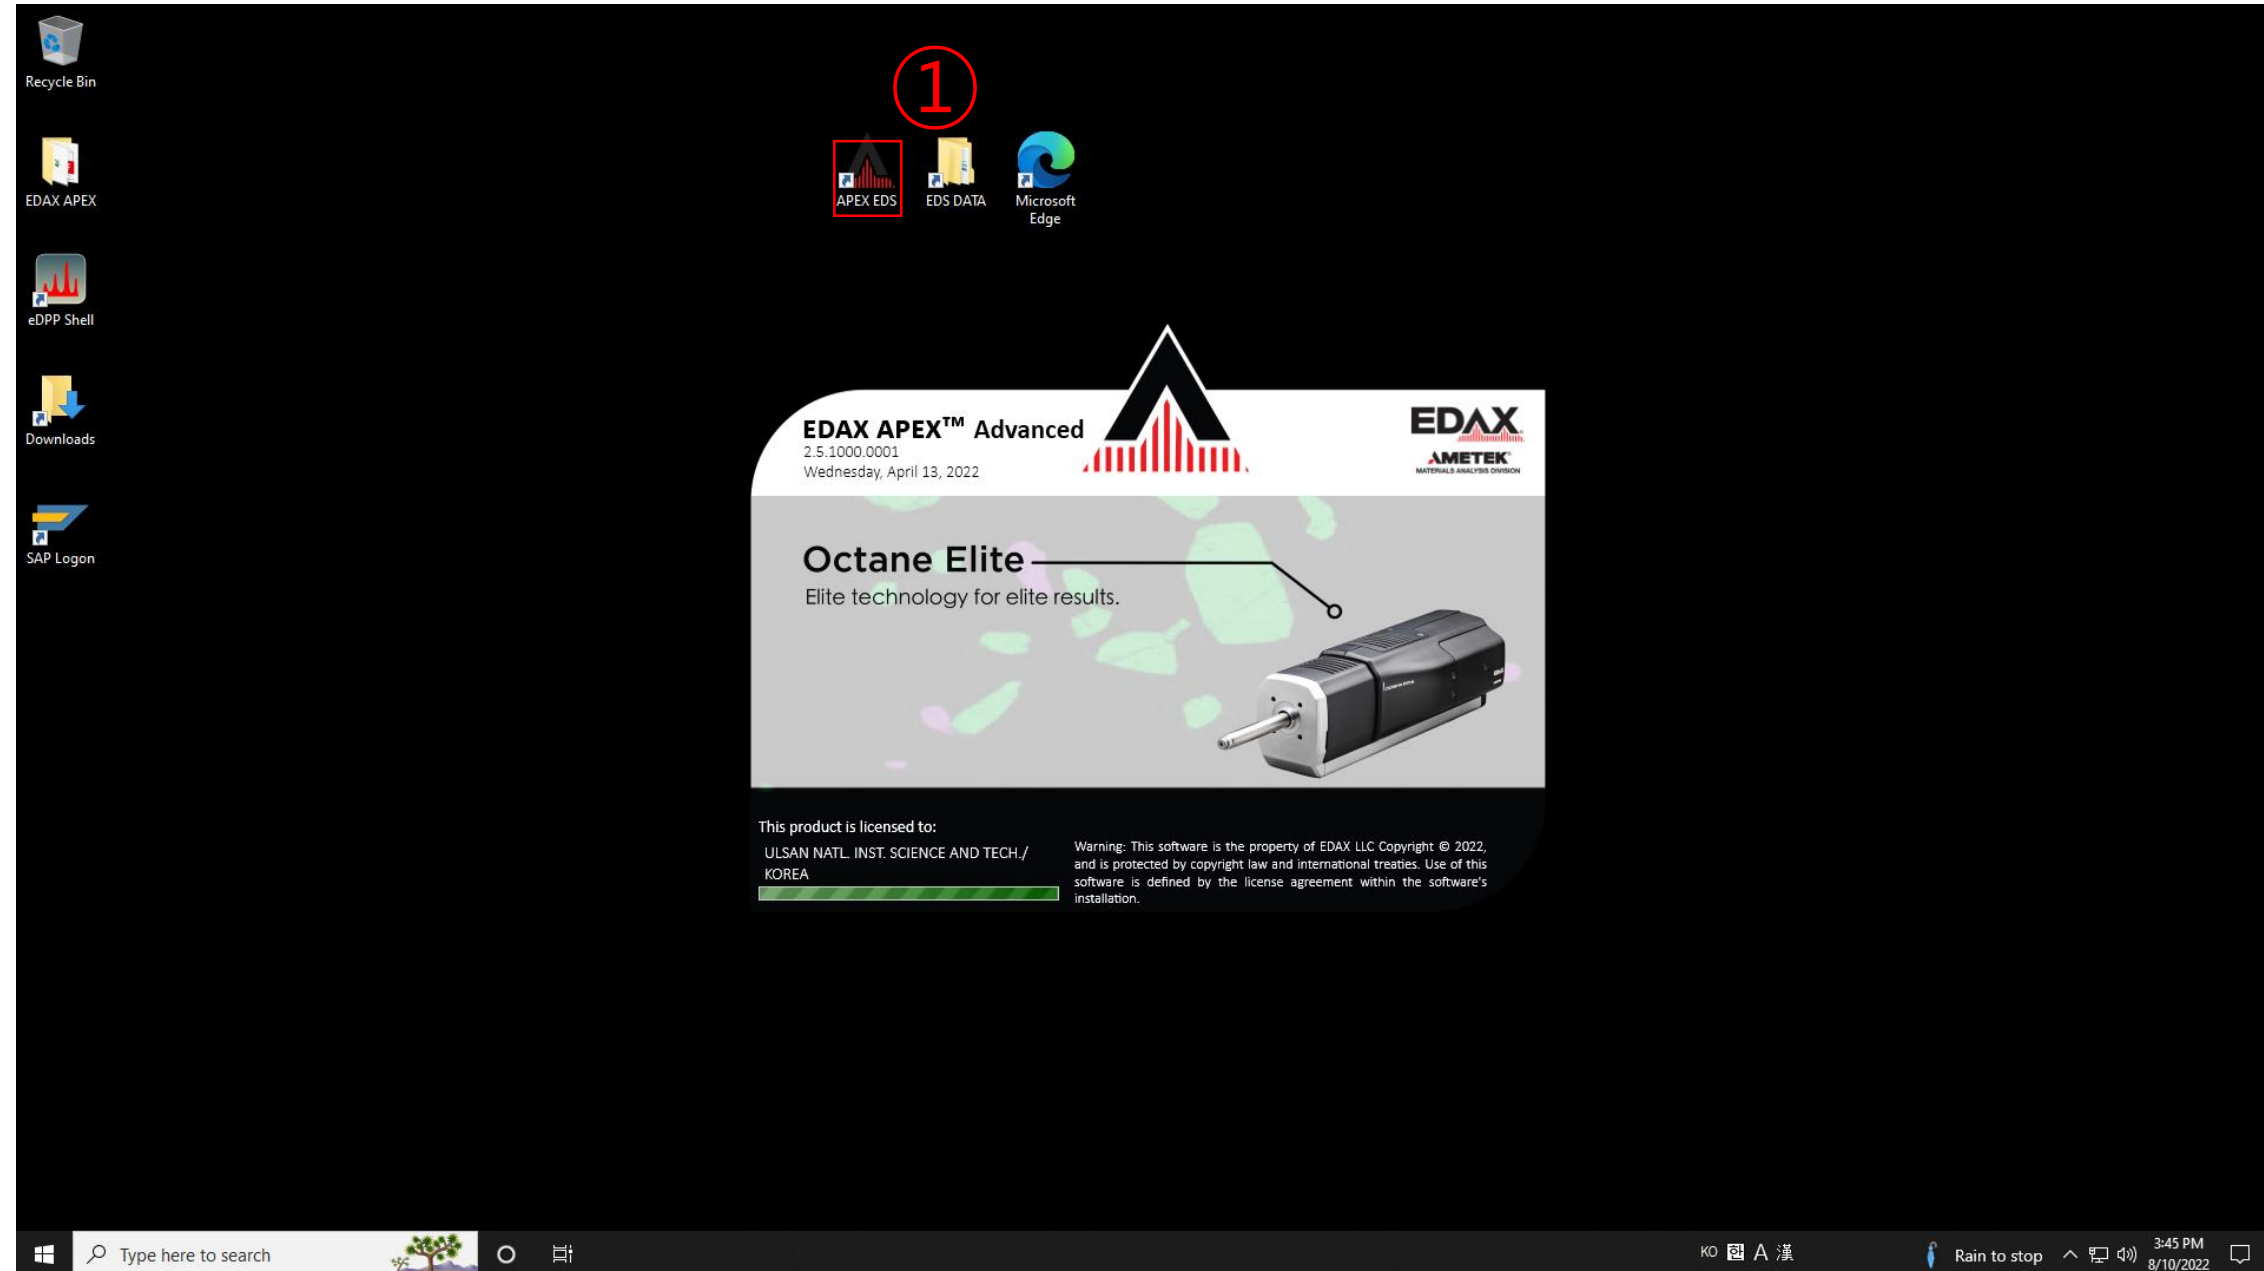 Recycle Bin
①
EDAX APEX
APEX EDS
EDS DATA
Microsoft
Edge
eDPP Shell
Downloads
SAP Logon
EDAX APEX™ Advanced
2.5.1000.0001
Wednesday, April 13, 2022
EDAX
AMETEK
MATERIALS ANALYSIS DIVISION
Octane Elite
Elite technology for elite results.
This product is licensed to:
ULSAN NATL. INST. SCIENCE AND TECH./
KOREA
Warning: This software is the property of EDAX LLC Copyright © 2022,
and is protected by copyright law and international treaties. Use of this
software is defined by the license agreement within the software's
installation.
Type here to search
KO 한 A 漢
Rain to stop
3:45 PM
8/10/2022